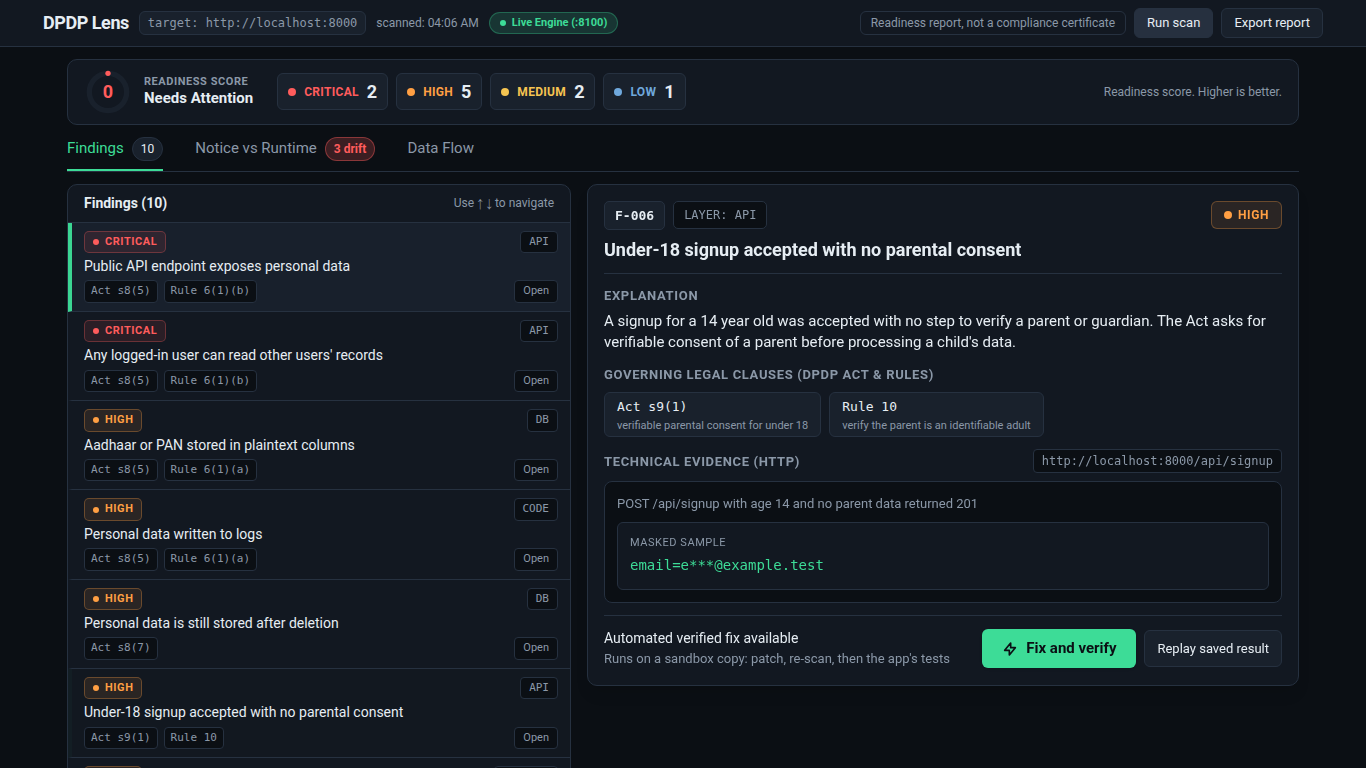 DPDP Lens target: http://localhost:8000 scanned: 04:06 AM Live Engine (:8100) Readiness report, not a compliance certificate Run scan Export report
0
READINESS SCORE
Needs Attention
CRITICAL 2 HIGH 5 MEDIUM 2 LOW 1
Readiness score. Higher is better.
Findings 10 Notice vs Runtime 3 drift Data Flow
Findings (10) Use ↑ ↓ to navigate
CRITICAL API
Public API endpoint exposes personal data
Act s8(5) Rule 6(1)(b) Open
CRITICAL API
Any logged-in user can read other users' records
Act s8(5) Rule 6(1)(b) Open
HIGH DB
Aadhaar or PAN stored in plaintext columns
Act s8(5) Rule 6(1)(a) Open
HIGH CODE
Personal data written to logs
Act s8(5) Rule 6(1)(a) Open
HIGH DB
Personal data is still stored after deletion
Act s8(7) Open
HIGH API
Under-18 signup accepted with no parental consent
Act s9(1) Rule 10 Open
F-006 LAYER: API HIGH
Under-18 signup accepted with no parental consent
EXPLANATION
A signup for a 14 year old was accepted with no step to verify a parent or guardian. The Act asks for
verifiable consent of a parent before processing a child's data.
GOVERNING LEGAL CLAUSES (DPDP ACT & RULES)
Act s9(1) Rule 10
verifiable parental consent for under 18 verify the parent is an identifiable adult
TECHNICAL EVIDENCE (HTTP) http://localhost:8000/api/signup
POST /api/signup with age 14 and no parent data returned 201
MASKED SAMPLE
email=e***@example.test
Automated verified fix available
Runs on a sandbox copy: patch, re-scan, then the app's tests
Fix and verify Replay saved result